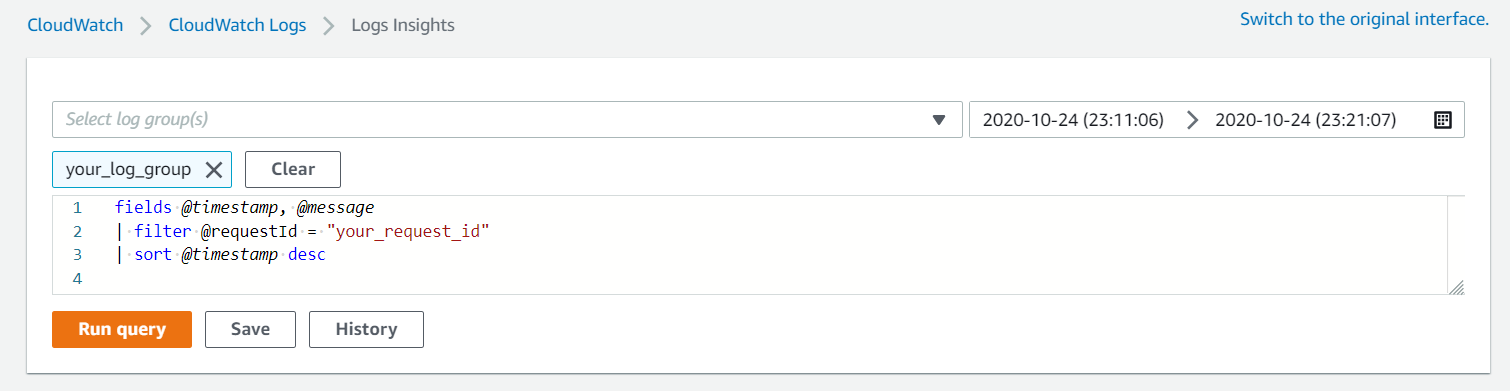 CloudWatch > CloudWatch Logs > Logs Insights
Switch to the original interface.
Select log group(s)
2020-10-24 (23:11:06) > 2020-10-24 (23:21:07)
your_log_group X Clear
1 fields @timestamp, @message
2 | filter @requestId = "your_request_id"
3 | sort @timestamp desc
4
Run query Save History